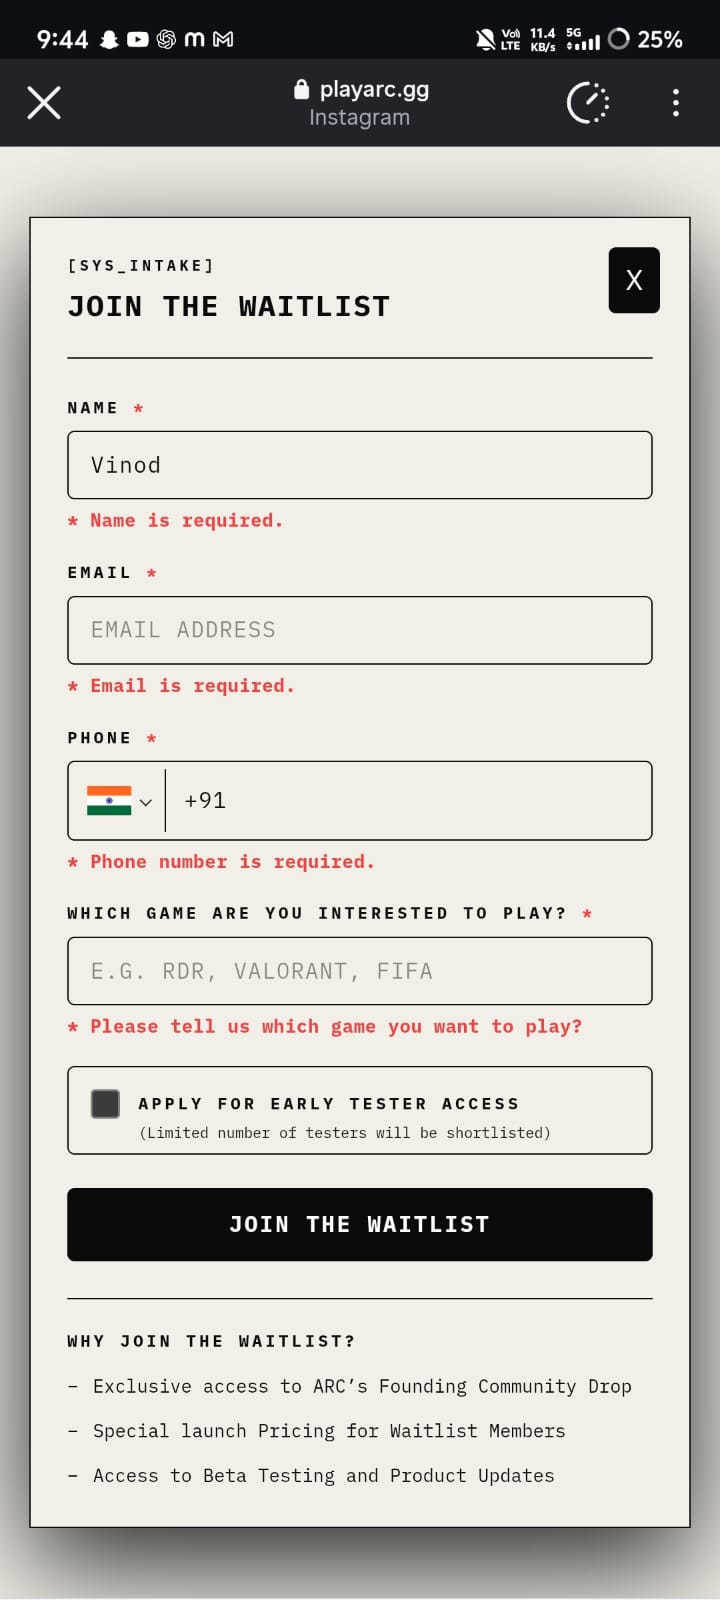 9:44
Vo) LTE 11.4 KB/s 5G 25%
playarc.gg
Instagram
[SYS_INTAKE]
JOIN THE WAITLIST
X
NAME *
Vinod
* Name is required.
EMAIL *
EMAIL ADDRESS
* Email is required.
PHONE *
+91
* Phone number is required.
WHICH GAME ARE YOU INTERESTED TO PLAY? *
E.G. RDR, VALORANT, FIFA
* Please tell us which game you want to play?
APPLY FOR EARLY TESTER ACCESS
(Limited number of testers will be shortlisted)
JOIN THE WAITLIST
WHY JOIN THE WAITLIST?
– Exclusive access to ARC’s Founding Community Drop
– Special launch Pricing for Waitlist Members
– Access to Beta Testing and Product Updates